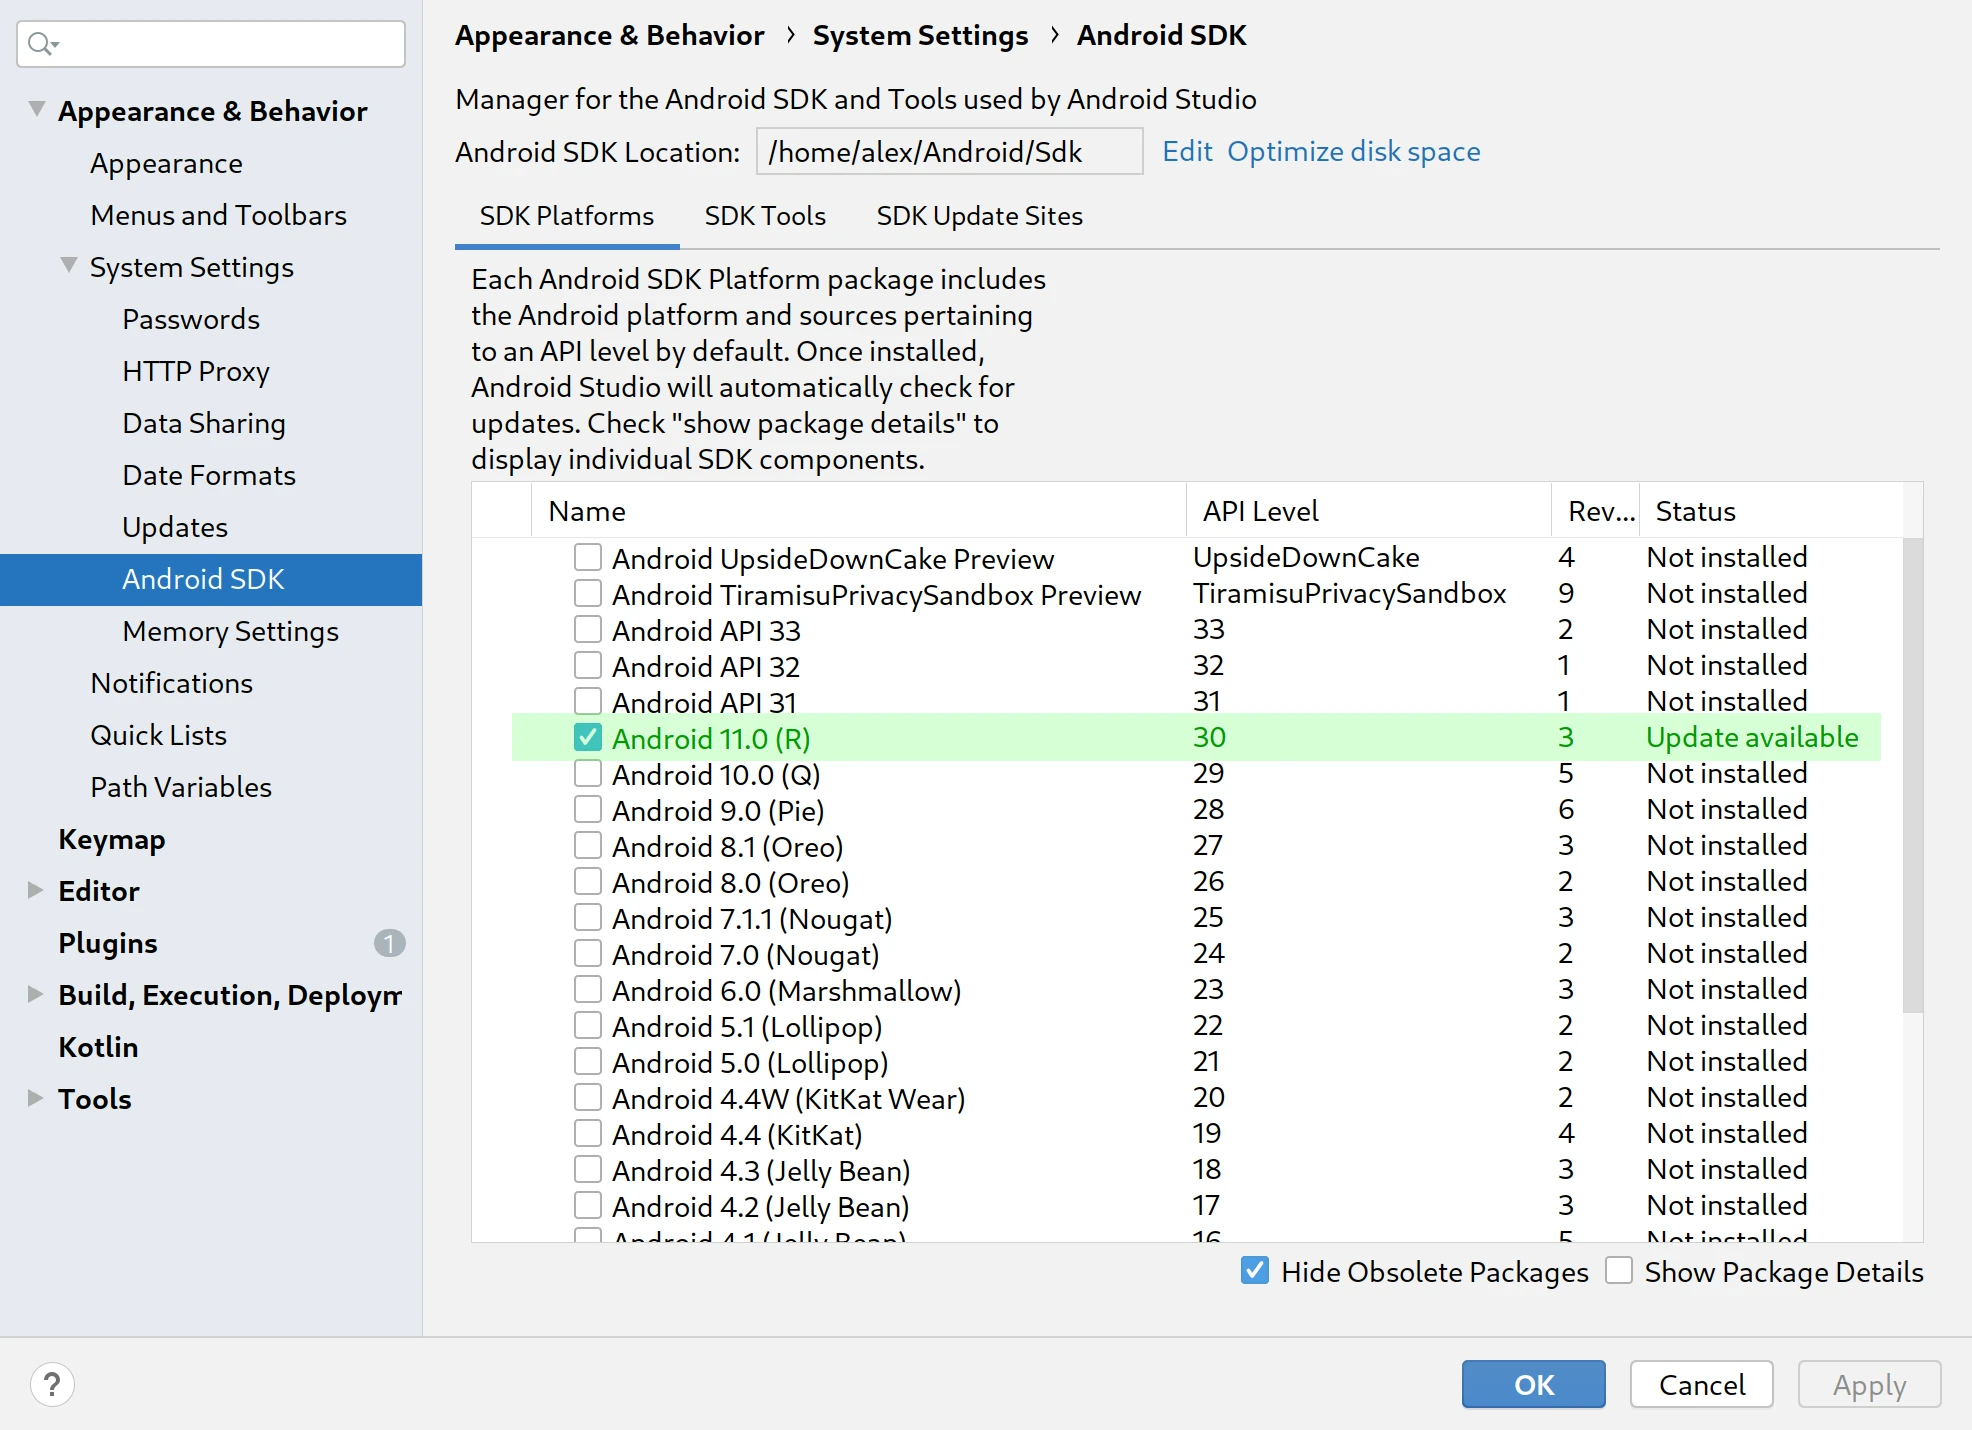 Appearance & Behavior
Appearance
Menus and Toolbars
System Settings
Passwords
HTTP Proxy
Data Sharing
Date Formats
Updates
Android SDK
Memory Settings
Notifications
Quick Lists
Path Variables
Keymap
Editor
Plugins 1
Build, Execution, Deploym
Kotlin
Tools
Appearance & Behavior › System Settings › Android SDK
Manager for the Android SDK and Tools used by Android Studio
Android SDK Location: /home/alex/Android/Sdk Edit Optimize disk space
SDK Platforms SDK Tools SDK Update Sites
Each Android SDK Platform package includes
the Android platform and sources pertaining
to an API level by default. Once installed,
Android Studio will automatically check for
updates. Check "show package details" to
display individual SDK components.
Name API Level Rev... Status
Android UpsideDownCake Preview UpsideDownCake 4 Not installed
Android TiramisuPrivacySandbox Preview TiramisuPrivacySandbox 9 Not installed
Android API 33 33 2 Not installed
Android API 32 32 1 Not installed
Android API 31 31 1 Not installed
Android 11.0 (R) 30 3 Update available
Android 10.0 (Q) 29 5 Not installed
Android 9.0 (Pie) 28 6 Not installed
Android 8.1 (Oreo) 27 3 Not installed
Android 8.0 (Oreo) 26 2 Not installed
Android 7.1.1 (Nougat) 25 3 Not installed
Android 7.0 (Nougat) 24 2 Not installed
Android 6.0 (Marshmallow) 23 3 Not installed
Android 5.1 (Lollipop) 22 2 Not installed
Android 5.0 (Lollipop) 21 2 Not installed
Android 4.4W (KitKat Wear) 20 2 Not installed
Android 4.4 (KitKat) 19 4 Not installed
Android 4.3 (Jelly Bean) 18 3 Not installed
Android 4.2 (Jelly Bean) 17 3 Not installed
Android 4.1 (Jelly Bean) 16 5 Not installed
Hide Obsolete Packages Show Package Details
? OK Cancel Apply